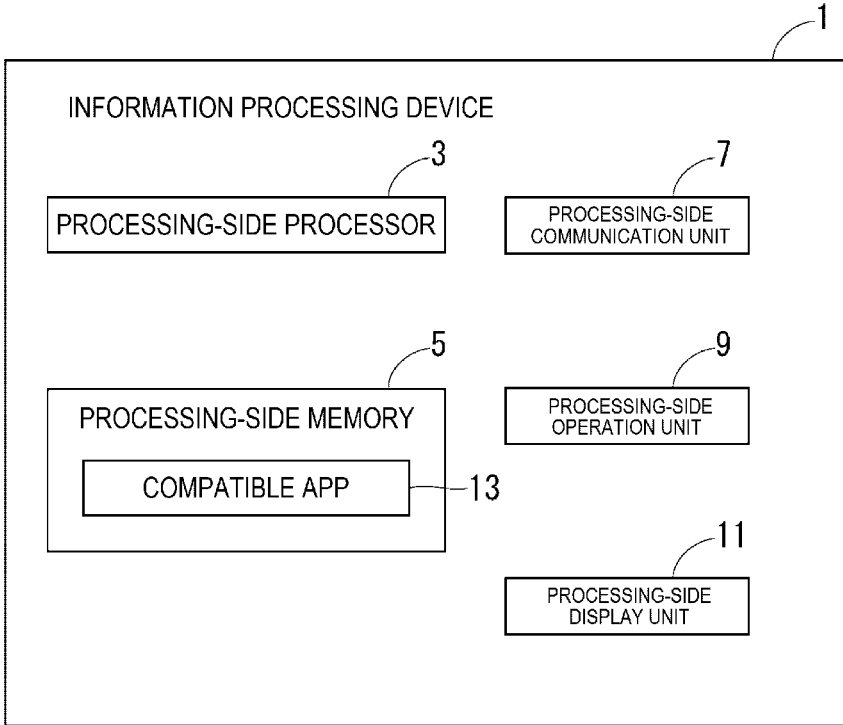 1
INFORMATION PROCESSING DEVICE
3
PROCESSING-SIDE PROCESSOR
7
PROCESSING-SIDE
COMMUNICATION UNIT
5
PROCESSING-SIDE MEMORY
COMPATIBLE APP
13
9
PROCESSING-SIDE
OPERATION UNIT
11
PROCESSING-SIDE
DISPLAY UNIT